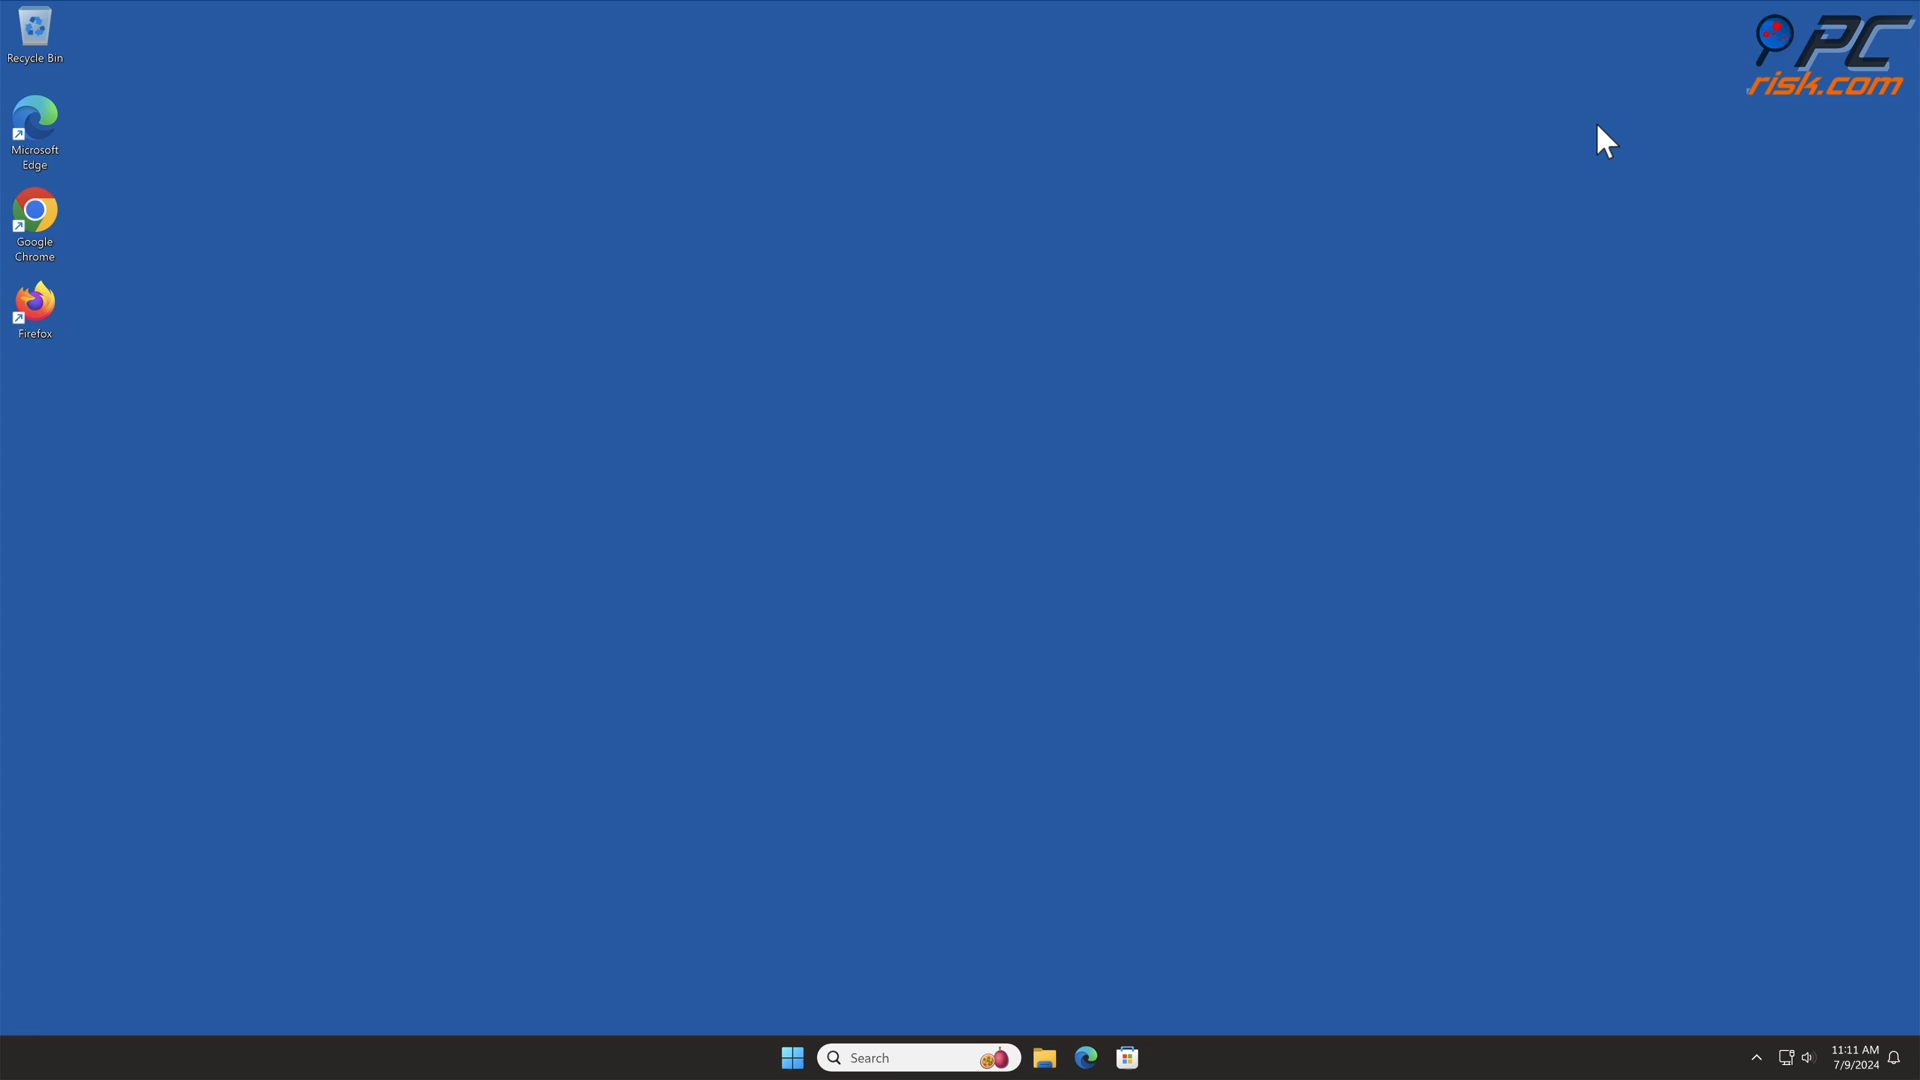 Recycle Bin
PC
risk.com
Microsoft
Edge
Google
Chrome
Firefox
Search
11:11 AM
7/9/2024